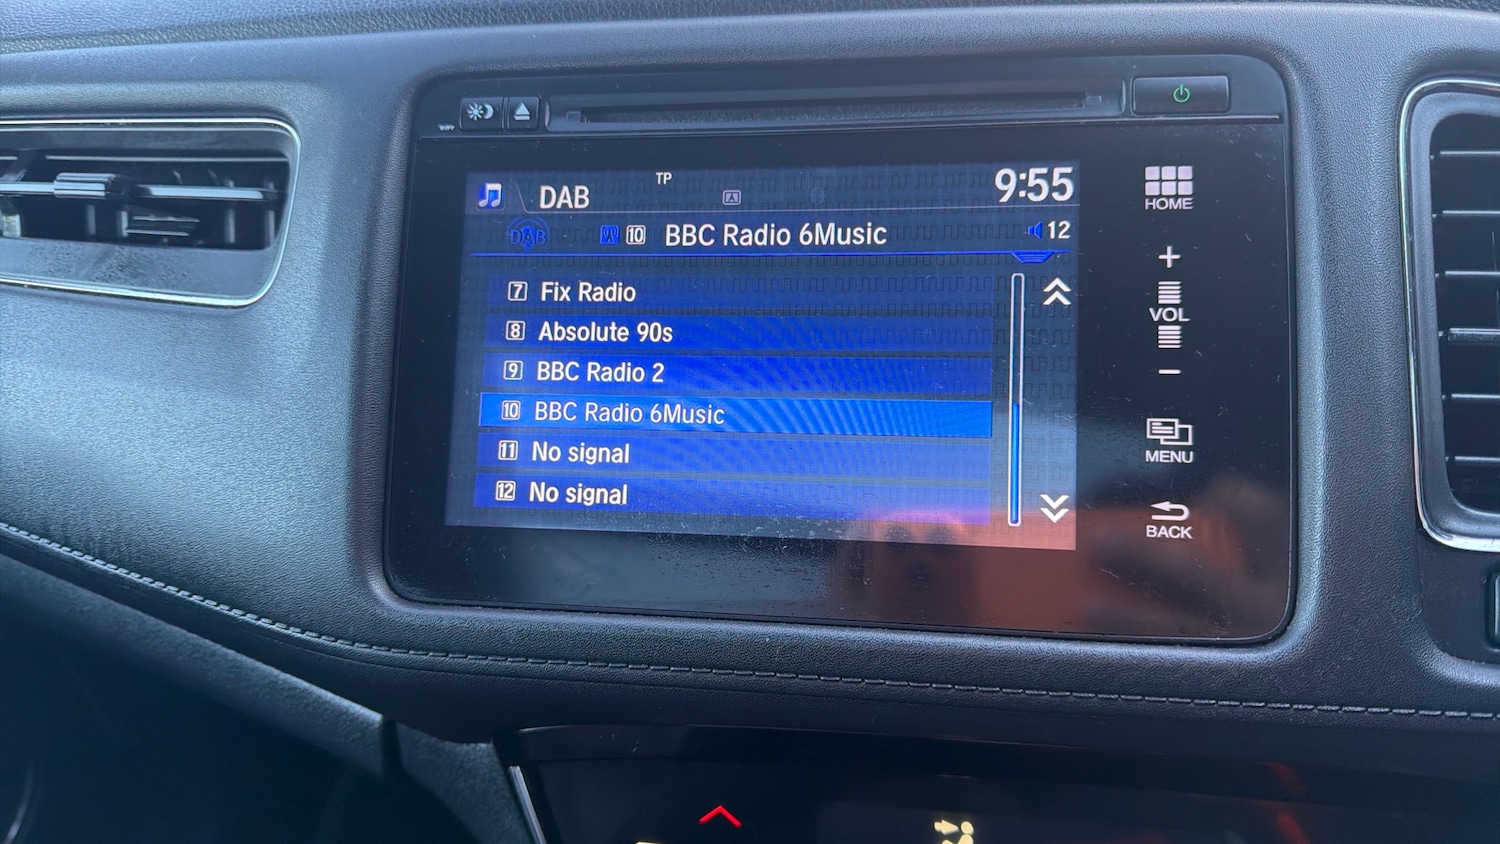 HOME
DAB
TP
9:55
DAB
10 BBC Radio 6Music
12
7 Fix Radio
8 Absolute 90s
9 BBC Radio 2
10 BBC Radio 6Music
11 No signal
12 No signal
+
VOL
−
MENU
BACK